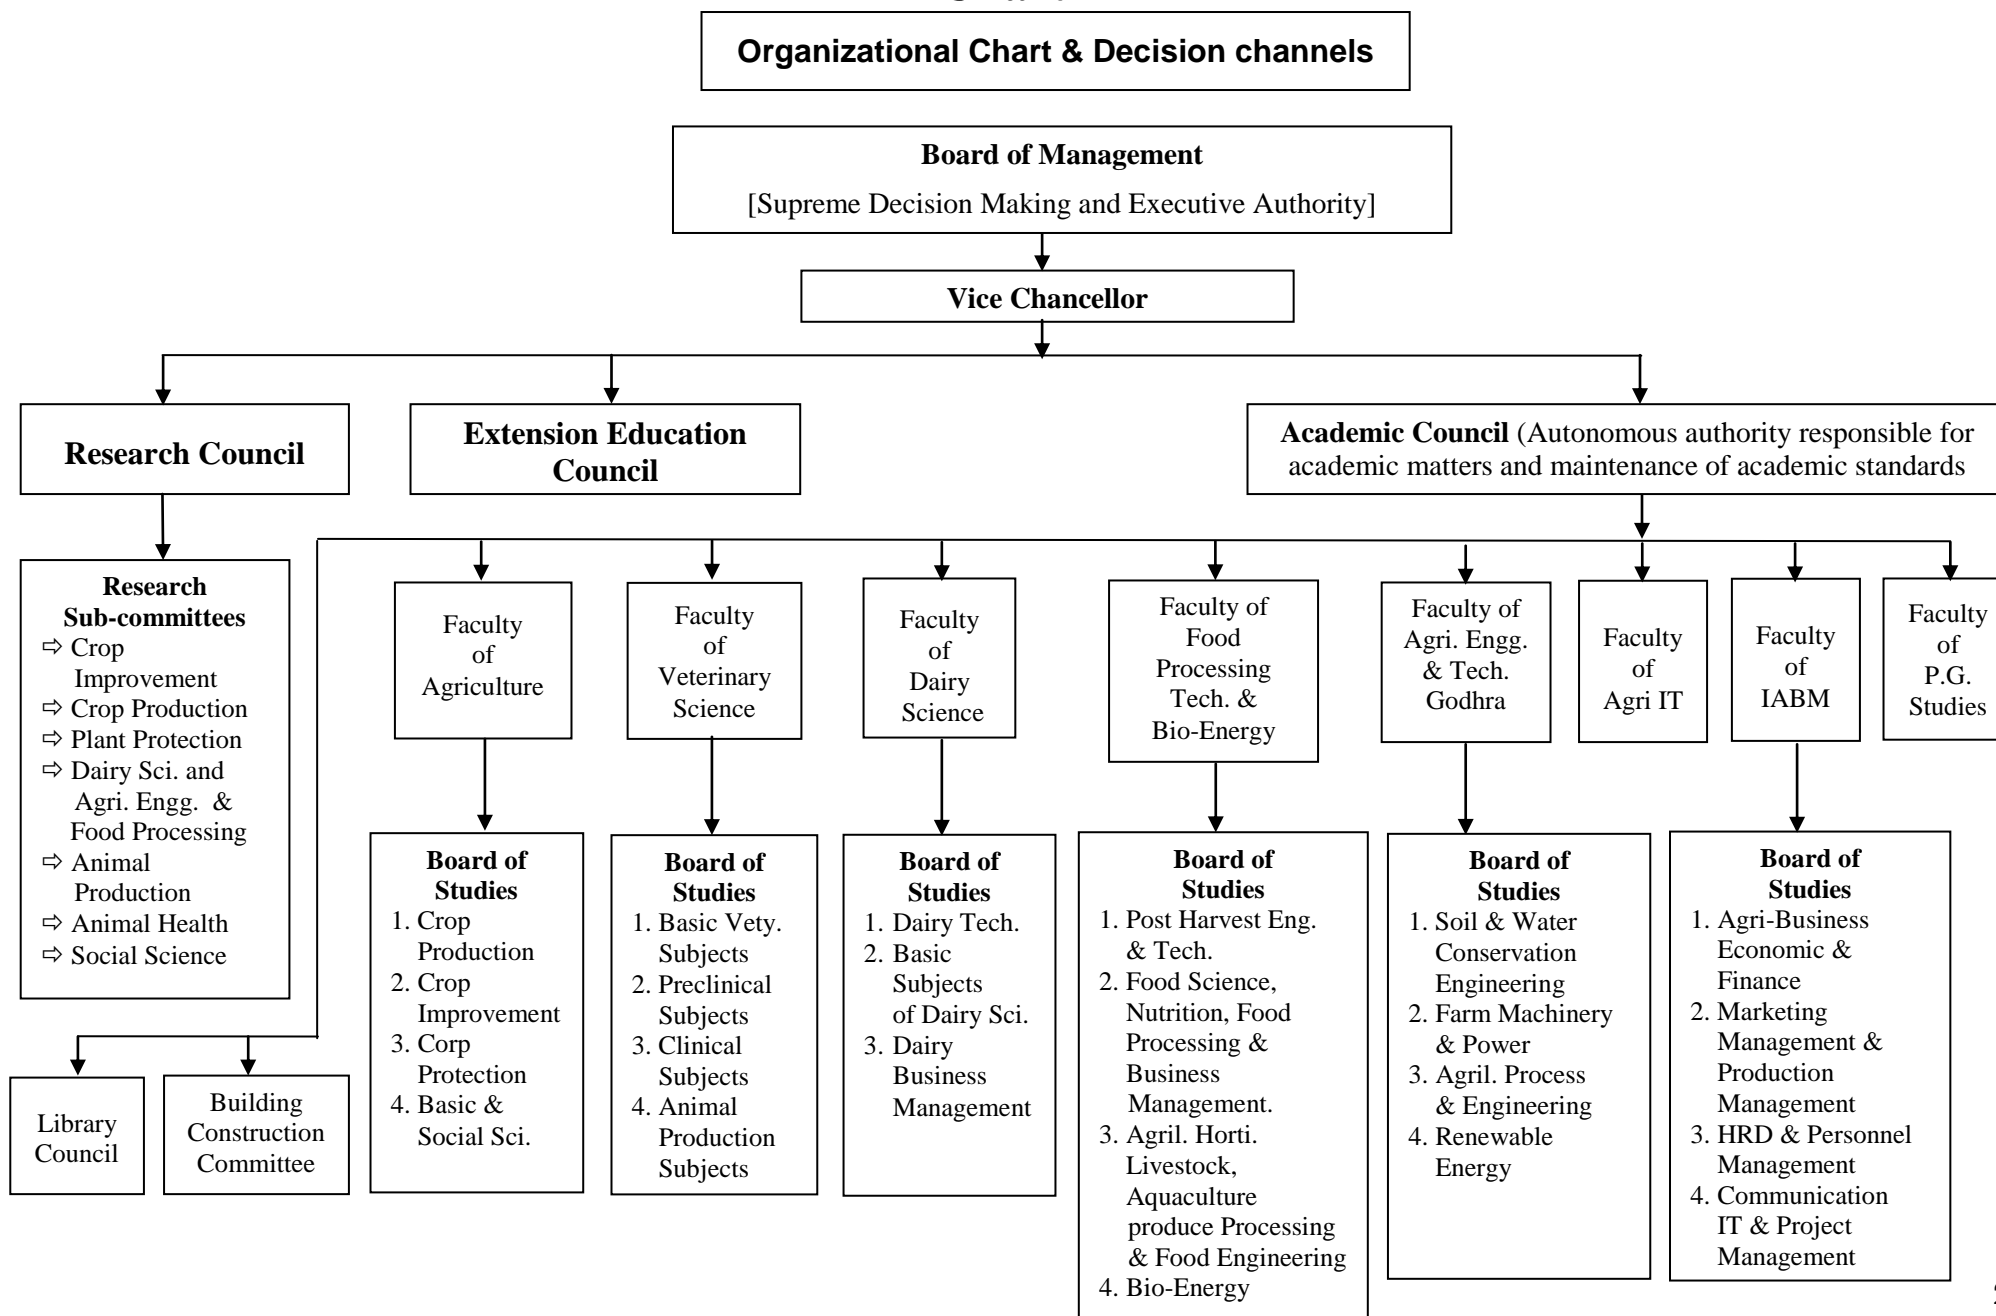 Organizational Chart & Decision channels
Board of Management
[Supreme Decision Making and Executive Authority]
Vice Chancellor
Research Council
Extension Education
Council
Academic Council (Autonomous authority responsible for
academic matters and maintenance of academic standards
Research
Sub-committees
⇨ Crop
Improvement
⇨ Crop Production
⇨ Plant Protection
⇨ Dairy Sci. and
Agri. Engg. &
Food Processing
⇨ Animal
Production
⇨ Animal Health
⇨ Social Science
Faculty
of
Agriculture
Faculty
of
Veterinary
Science
Faculty
of
Dairy
Science
Faculty of
Food
Processing
Tech. &
Bio-Energy
Faculty of
Agri. Engg.
& Tech.
Godhra
Faculty
of
Agri IT
Faculty
of
IABM
Faculty
of
P.G.
Studies
Library
Council
Building
Construction
Committee
Board of
Studies
1. Crop
Production
2. Crop
Improvement
3. Corp
Protection
4. Basic &
Social Sci.
Board of
Studies
1. Basic Vety.
Subjects
2. Preclinical
Subjects
3. Clinical
Subjects
4. Animal
Production
Subjects
Board of
Studies
1. Dairy Tech.
2. Basic
Subjects
of Dairy Sci.
3. Dairy
Business
Management
Board of
Studies
1. Post Harvest Eng.
& Tech.
2. Food Science,
Nutrition, Food
Processing &
Business
Management.
3. Agril. Horti.
Livestock,
Aquaculture
produce Processing
& Food Engineering
4. Bio-Energy
Board of
Studies
1. Soil & Water
Conservation
Engineering
2. Farm Machinery
& Power
3. Agril. Process
& Engineering
4. Renewable
Energy
Board of
Studies
1. Agri-Business
Economic &
Finance
2. Marketing
Management &
Production
Management
3. HRD & Personnel
Management
4. Communication
IT & Project
Management